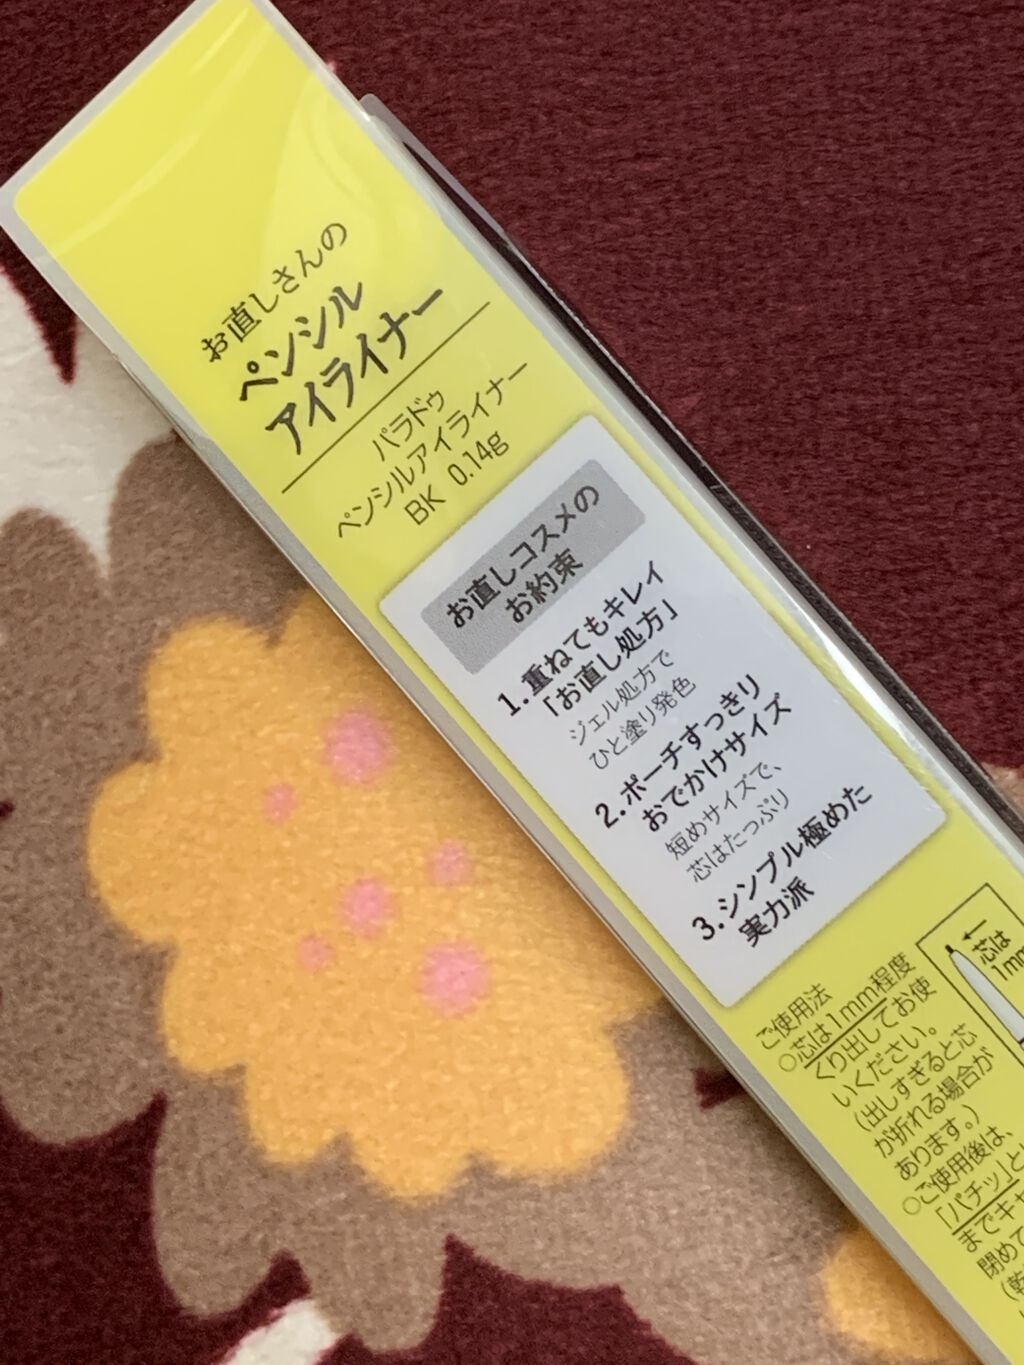 お直しさんの
ペンシル
アイライナー
パラドゥ
ペンシルアイライナー
BK 0.14g
お直しコスメの
お約束
1.重ねてもキレイ
「お直し処方」
ジェル処方で
ひと塗り発色
2.ポーチすっきり
おでかけサイズ
短めサイズで、
芯はたっぷり
3.シンプル極めた
実力派
ご使用法
○芯は1mm程度
くり出してお使
いください。
(出しすぎると芯
が折れる場合が
あります。)
○ご使用後は、
「パチッ」と
までキャ
閉めて
(乾
芯は
1mm